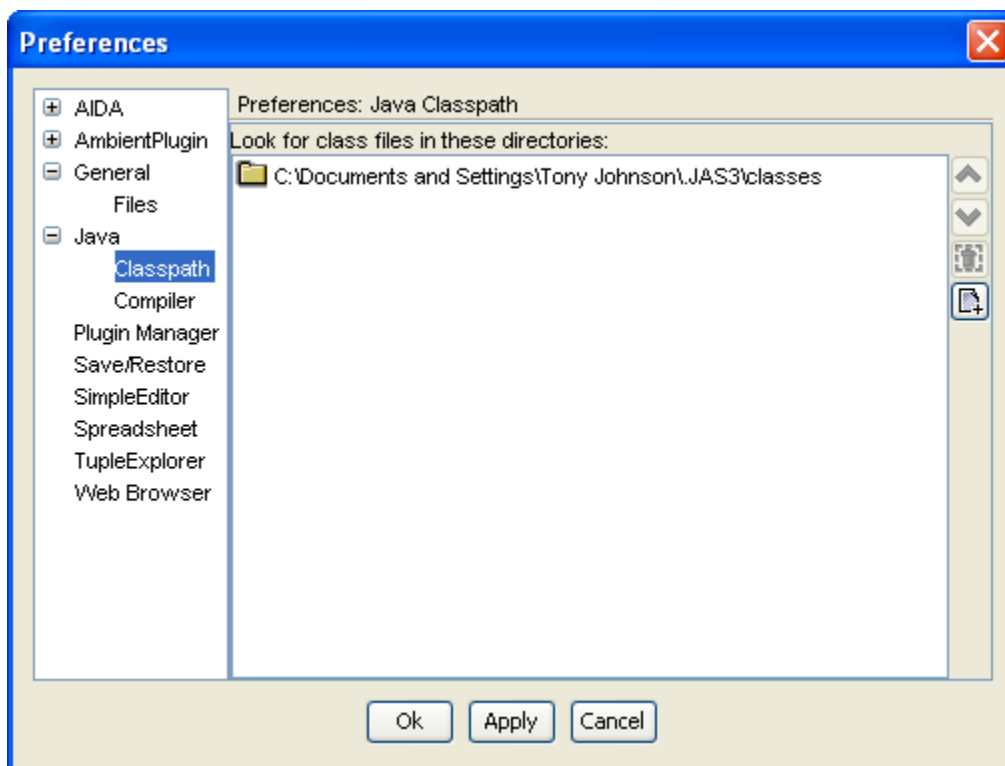 Preferences
AIDA
AmbientPlugin
General
Files
Java
Classpath
Compiler
Plugin Manager
Save/Restore
SimpleEditor
Spreadsheet
TupleExplorer
Web Browser
Preferences: Java Classpath
Look for class files in these directories:
C:\Documents and Settings\Tony Johnson\.JAS3\classes
Ok
Apply
Cancel